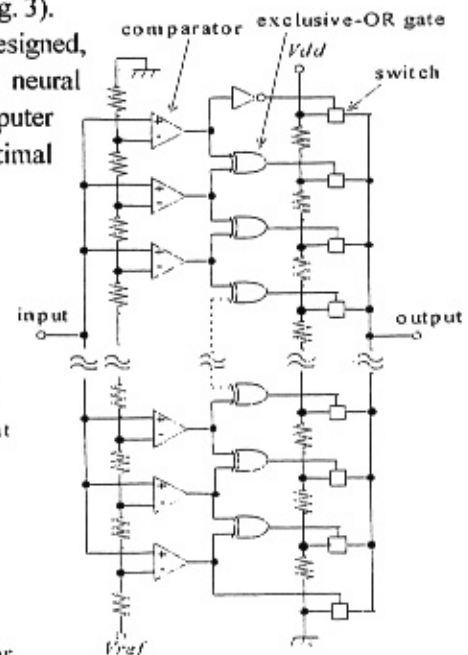 g. 3).
esigned,
neural
puter
timal
comparator
exclusive-OR gate
Vdd
switch
input
output
Vref